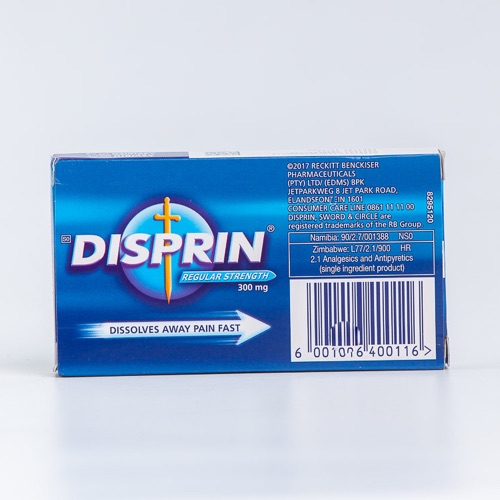 S0
DISPRIN®
REGULAR STRENGTH
300 mg
DISSOLVES AWAY PAIN FAST
©2017 RECKITT BENCKISER
PHARMACEUTICALS
(PTY) LTD/ (EDMS) BPK
JETPARKWEG 8 JET PARK ROAD,
ELANDSFONTEIN 1601
CONSUMER CARE LINE 0861 11 11 00
DISPRIN, SWORD & CIRCLE are
registered trademarks of the RB Group.
8295120
Namibia: 90/2.7/001388 NS0
Zimbabwe: L77/2.1/900 HR
2.1 Analgesics and Antipyretics
(single ingredient product)
6 001076 400116 >